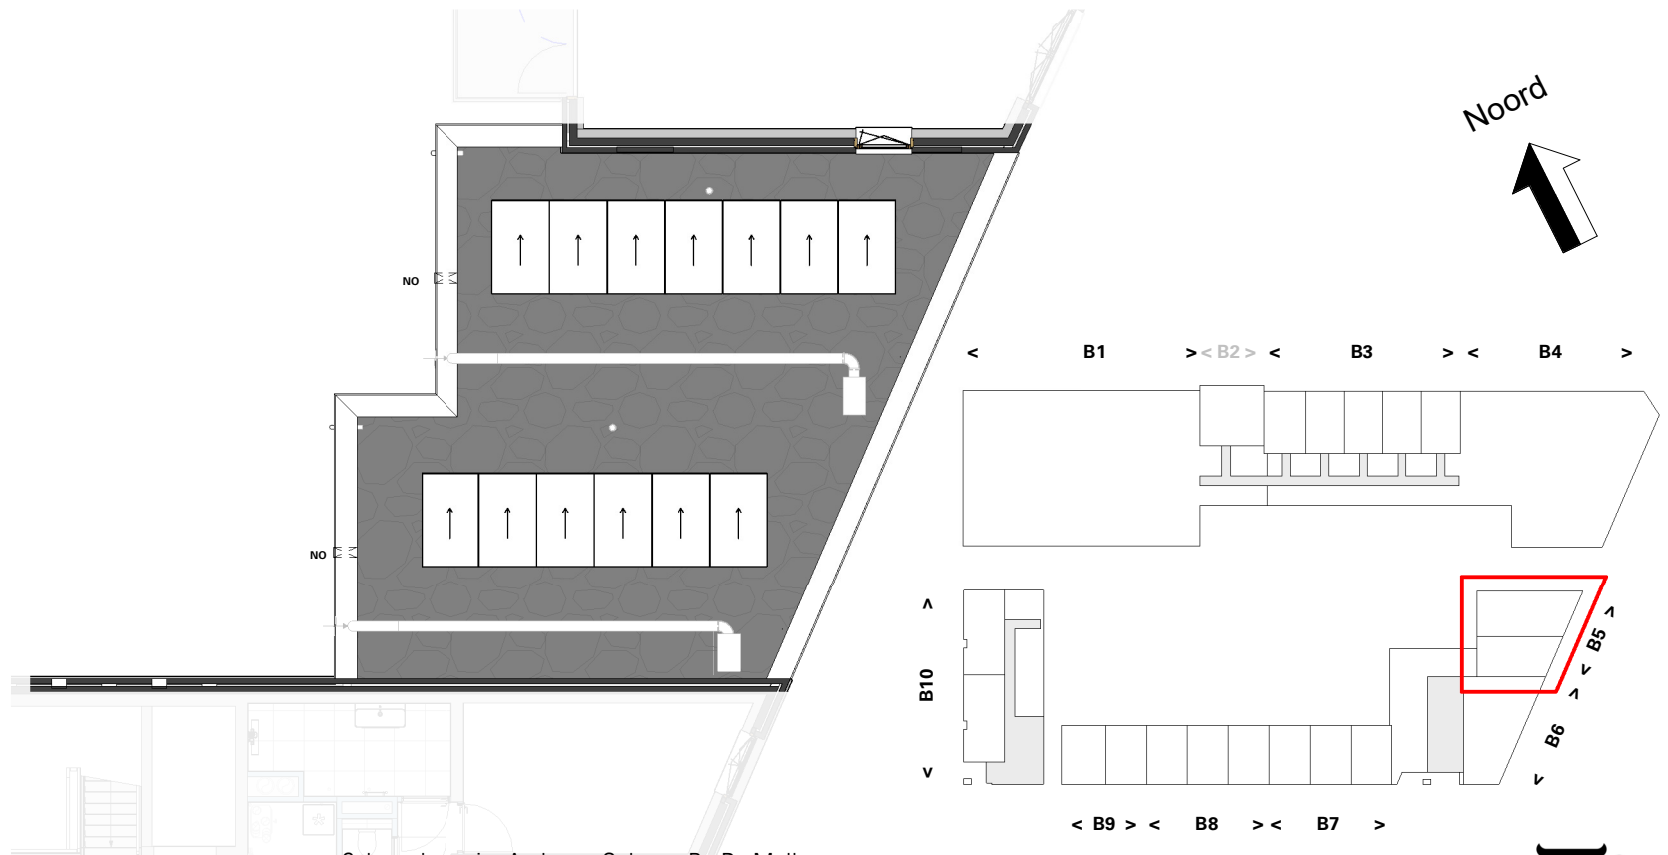 Noord
NO
NO
< B1 > < B2 > < B3 > < B4 >
< B5 >
< B6 >
< B10 >
< B9 > < B8 > < B7 >